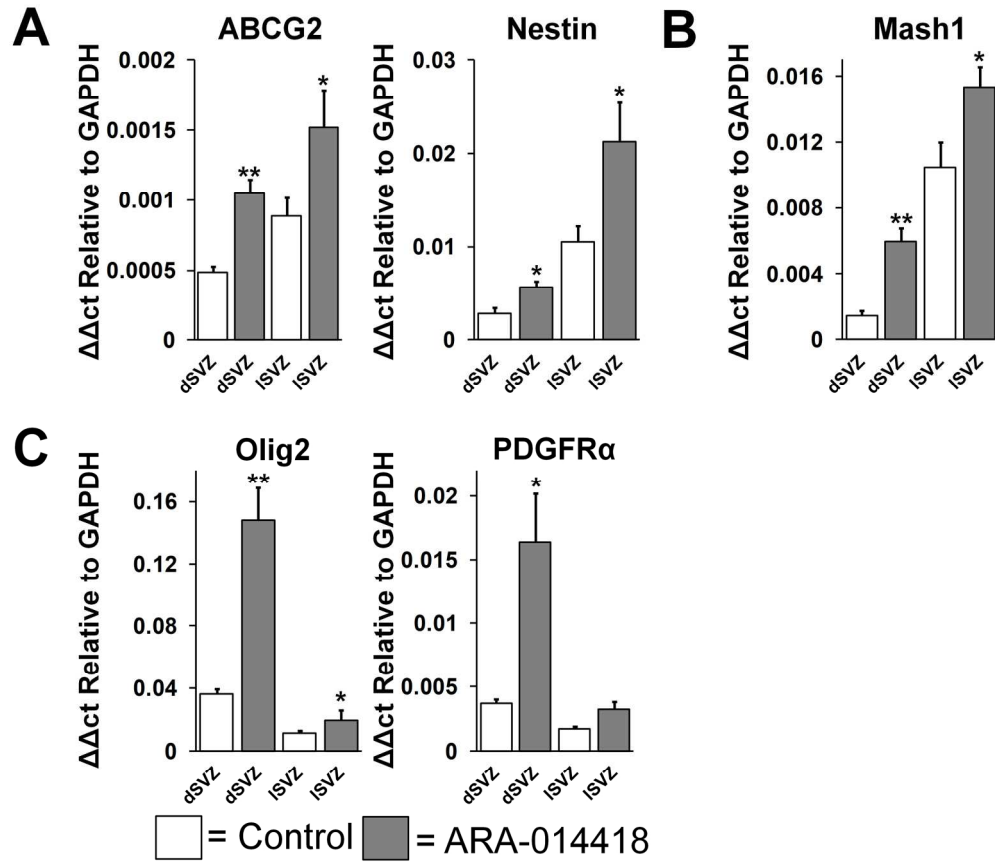 A
ABCG2
ΔΔct Relative to GAPDH
0.002
0.0015
0.001
0.0005
0
**
*
dSVZ
dSVZ
lSVZ
lSVZ
Nestin
ΔΔct Relative to GAPDH
0.03
0.02
0.01
0
*
*
dSVZ
dSVZ
lSVZ
lSVZ
B
Mash1
ΔΔct Relative to GAPDH
0.016
0.012
0.008
0.004
0
**
*
dSVZ
dSVZ
lSVZ
lSVZ
C
Olig2
ΔΔct Relative to GAPDH
0.16
0.12
0.08
0.04
0
**
*
dSVZ
dSVZ
lSVZ
lSVZ
PDGFRα
ΔΔct Relative to GAPDH
0.02
0.015
0.01
0.005
0
*
dSVZ
dSVZ
lSVZ
lSVZ
= Control
= ARA-014418